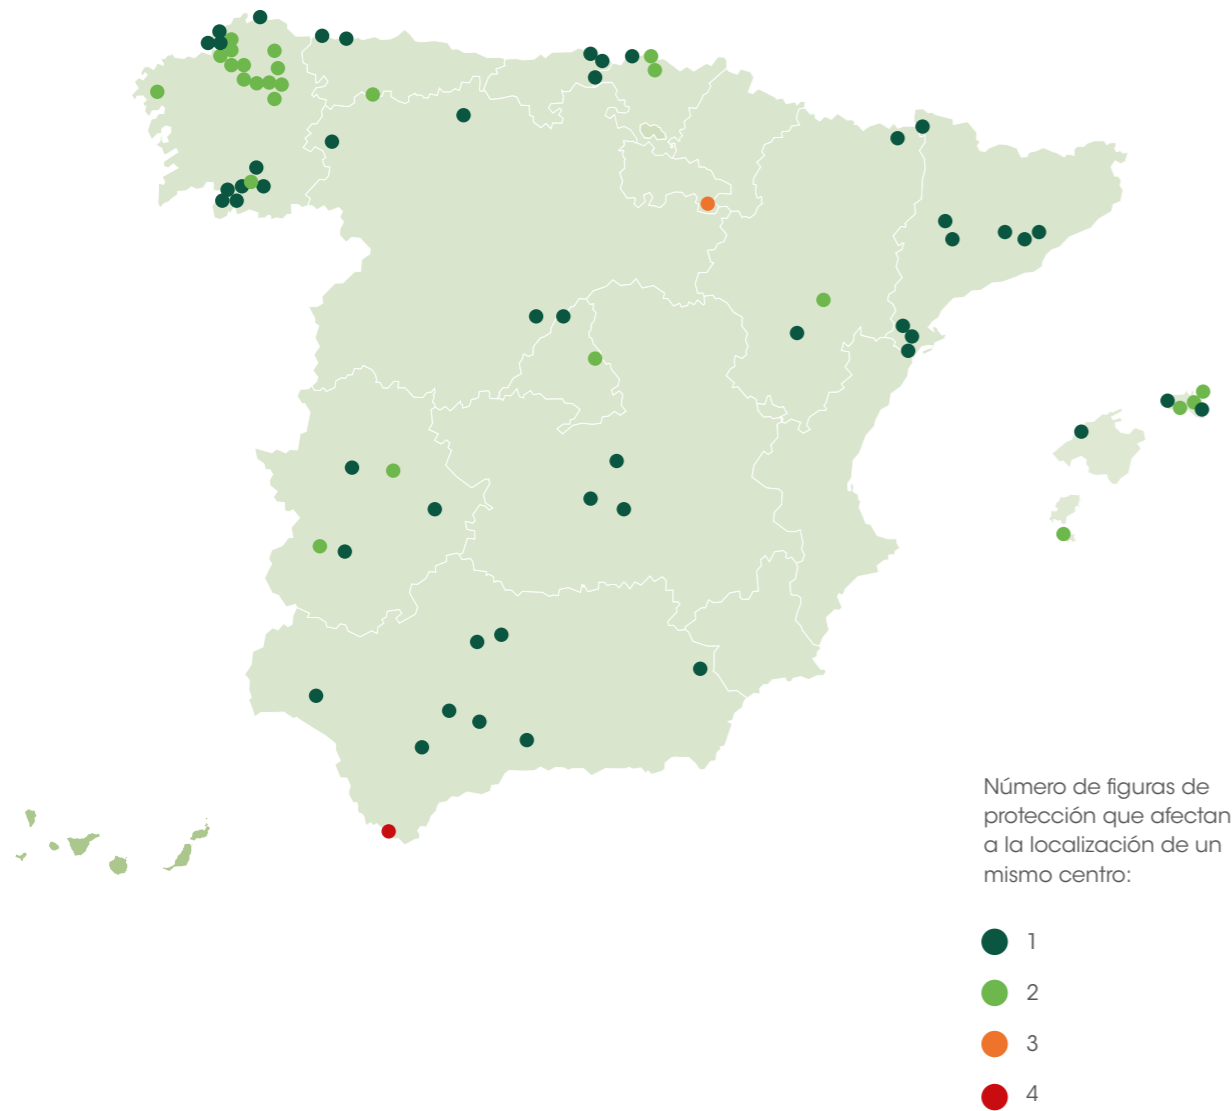 Número de figuras de
protección que afectan
a la localización de un
mismo centro:
1
2
3
4